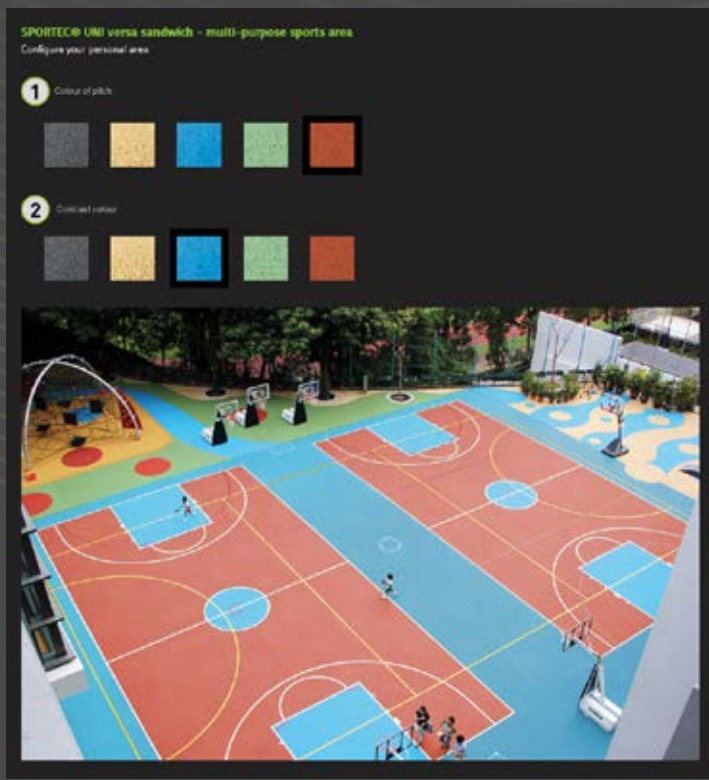 SPORTEC® UNI versa sandwich – multi-purpose sports area
Configure your personal area
1
Colour of pitch
2
Contrast colour